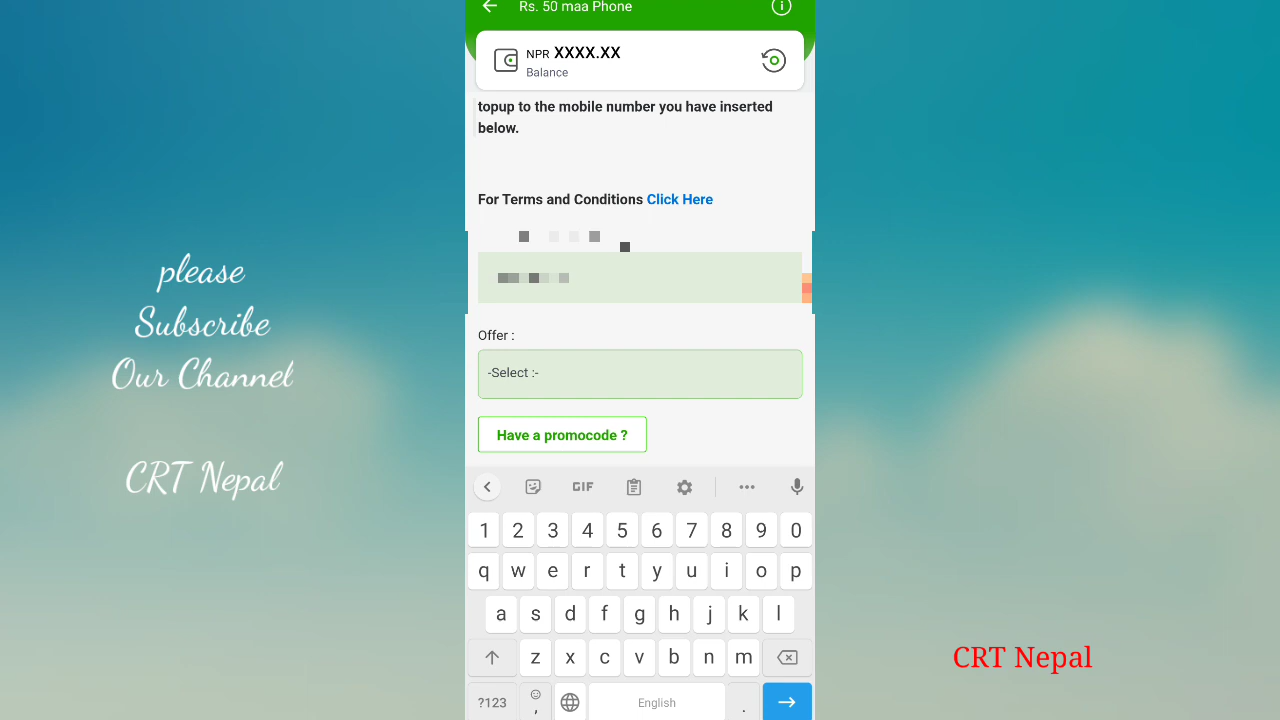 Rs. 50 maa Phone
NPR XXXX.XX
Balance
topup to the mobile number you have inserted
below.
For Terms and Conditions Click Here
Offer :
-Select :-
Have a promocode ?
GIF
1 2 3 4 5 6 7 8 9 0
q w e r t y u i o p
a s d f g h j k l
z x c v b n m
?123 , English .
please
Subscribe
Our Channel
CRT Nepal
CRT Nepal